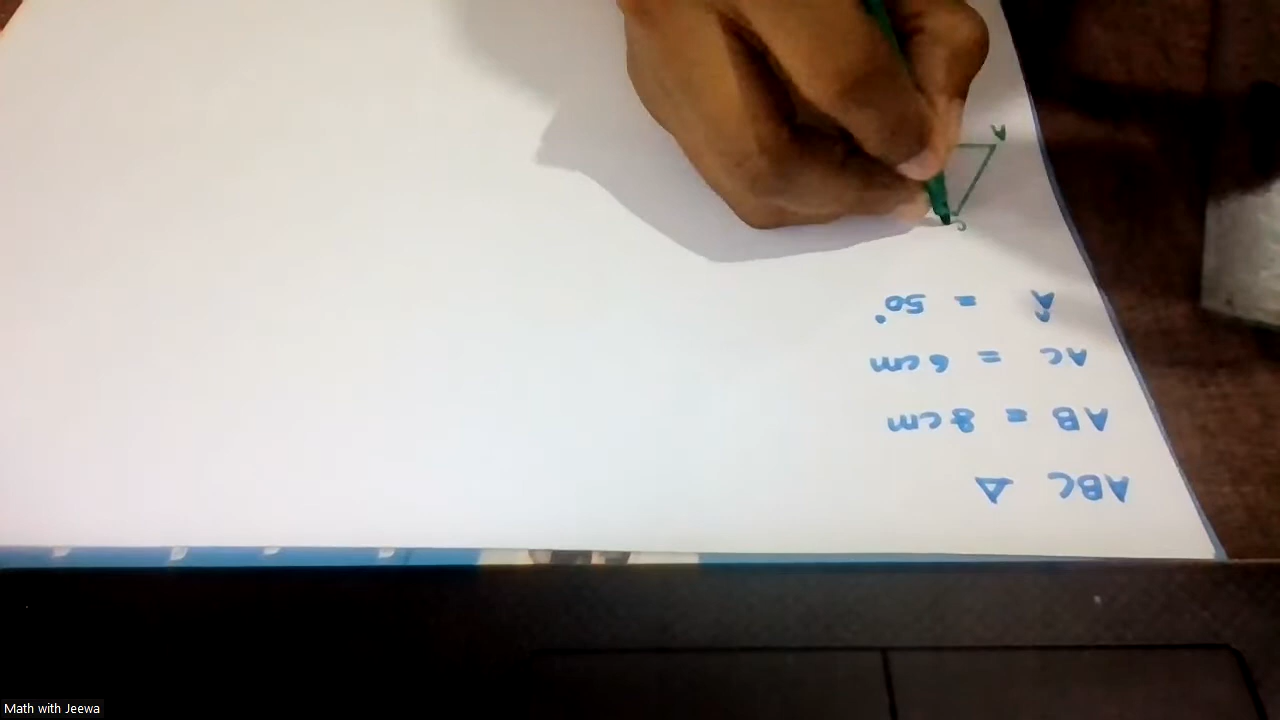 ABC △
AB = 8cm
AC = 6cm
Â = 50°
A
C
Math with Jeewa